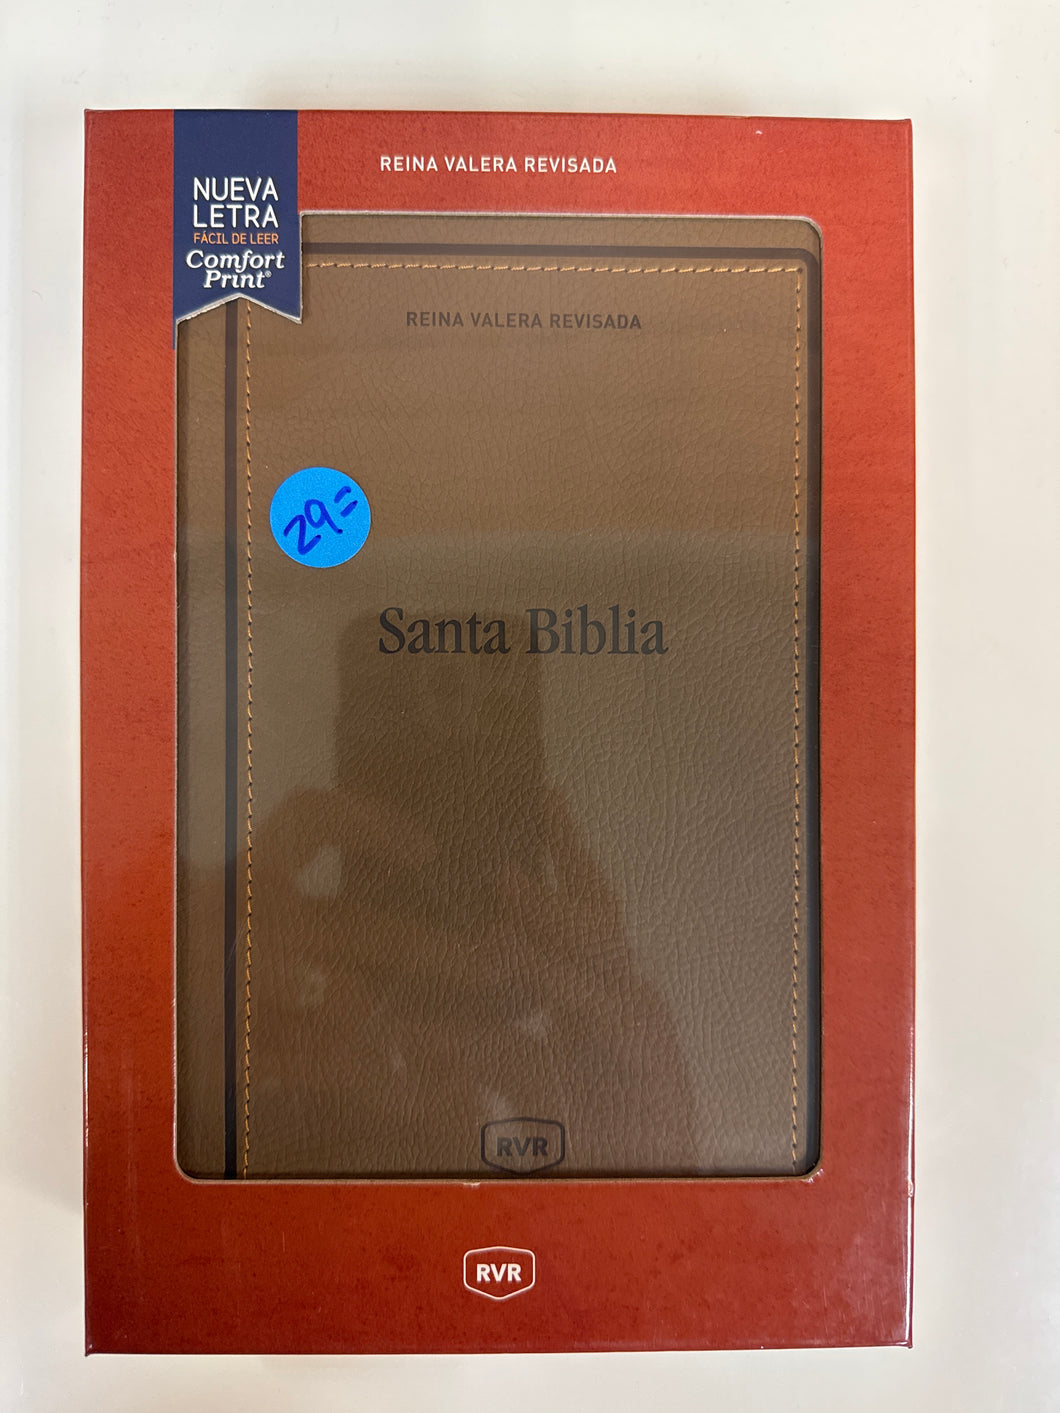 REINA VALERA REVISADA
NUEVA
LETRA
FÁCIL DE LEER
Comfort
Print®
REINA VALERA REVISADA
29=
Santa Biblia
RVR
RVR